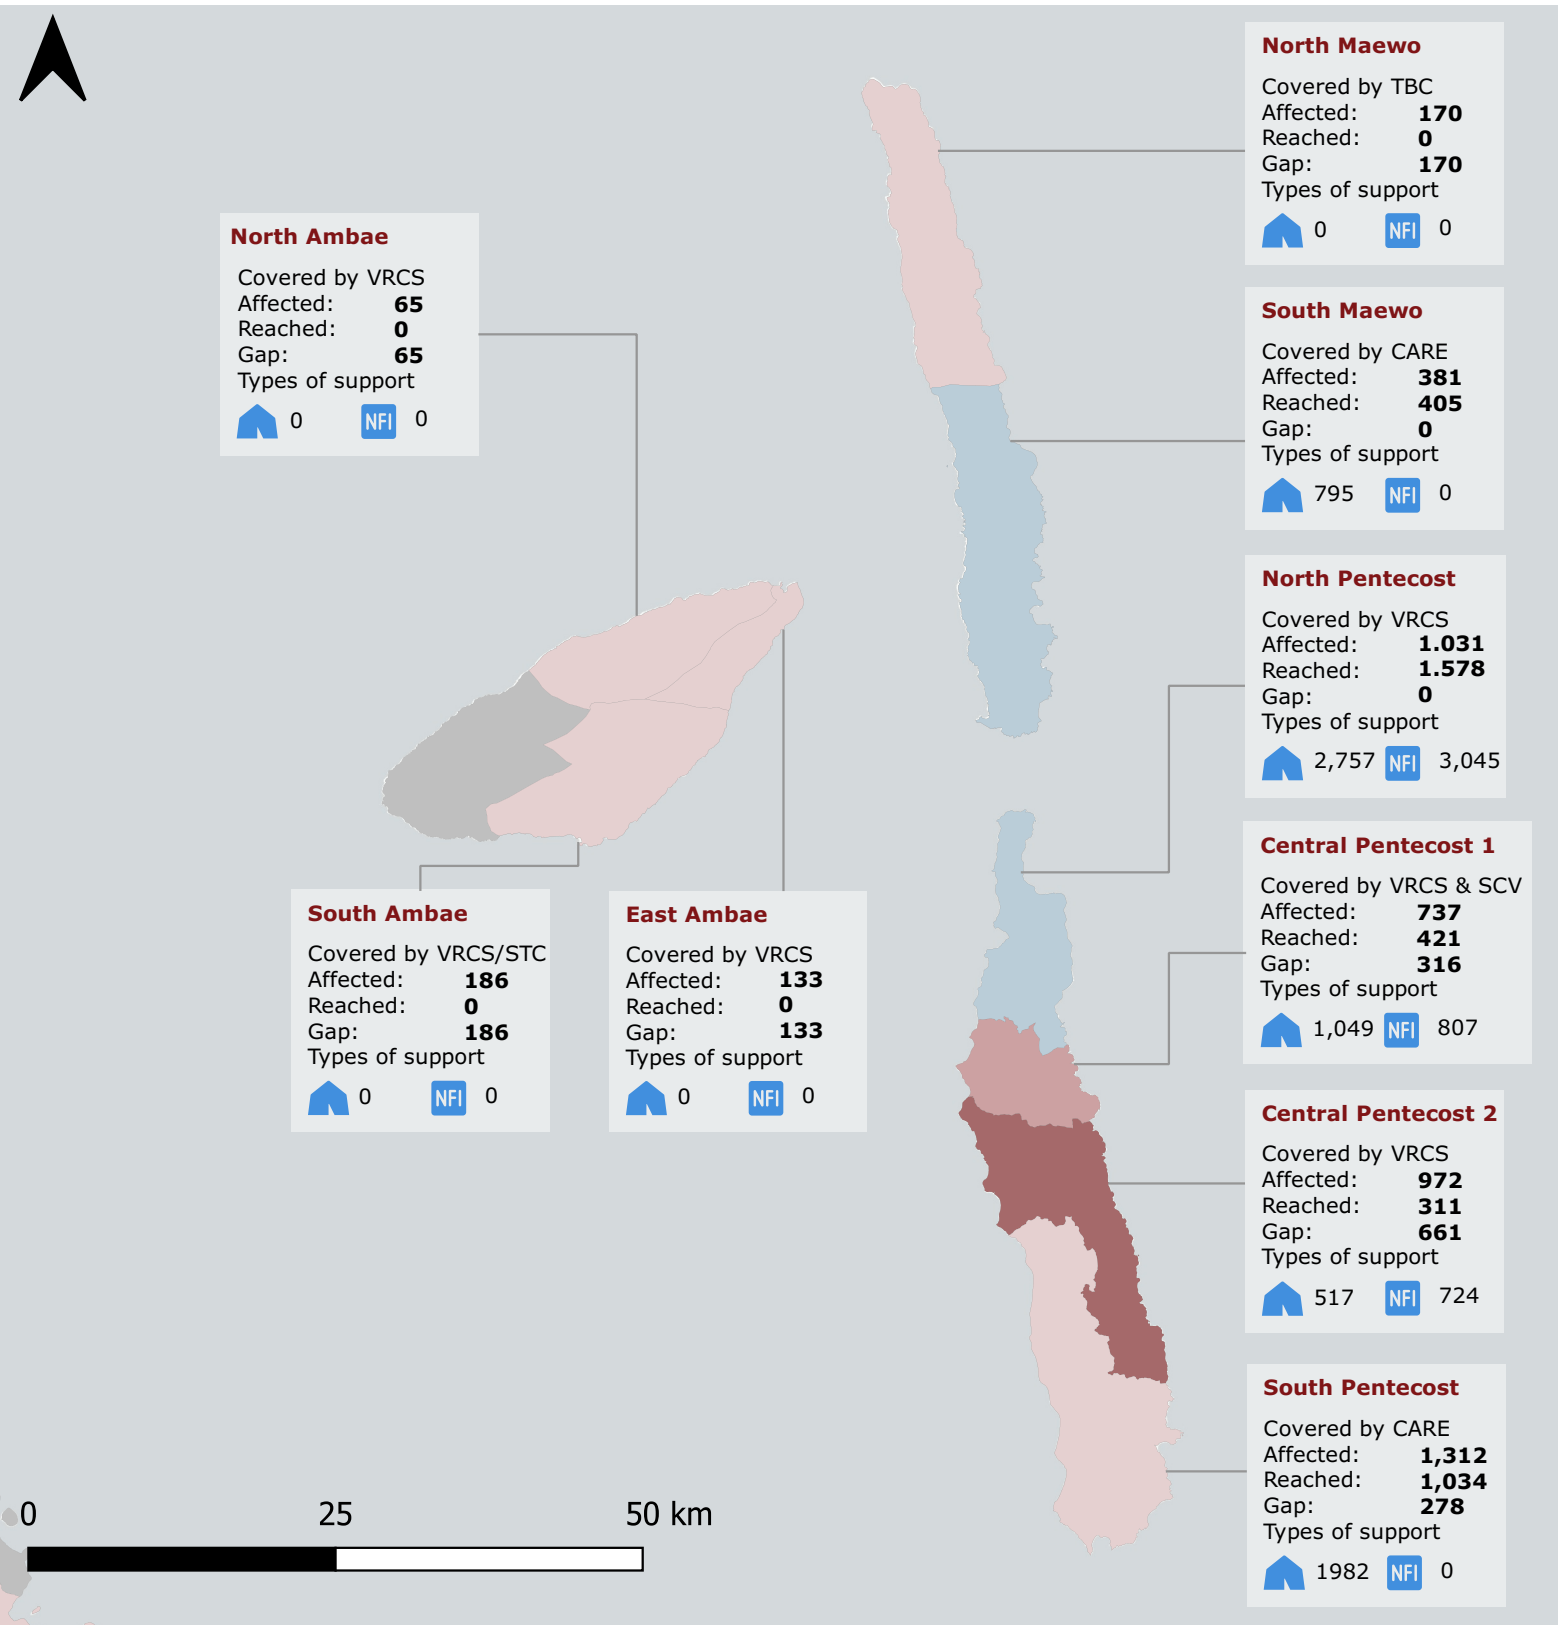 North Maewo
Covered by TBC
Affected: 170
Reached: 0
Gap: 170
Types of support
0 NFI 0
North Ambae
Covered by VRCS
Affected: 65
Reached: 0
Gap: 65
Types of support
0 NFI 0
South Maewo
Covered by CARE
Affected: 381
Reached: 405
Gap: 0
Types of support
795 NFI 0
North Pentecost
Covered by VRCS
Affected: 1.031
Reached: 1.578
Gap: 0
Types of support
2,757 NFI 3,045
Central Pentecost 1
Covered by VRCS & SCV
Affected: 737
Reached: 421
Gap: 316
Types of support
1,049 NFI 807
South Ambae
Covered by VRCS/STC
Affected: 186
Reached: 0
Gap: 186
Types of support
0 NFI 0
East Ambae
Covered by VRCS
Affected: 133
Reached: 0
Gap: 133
Types of support
0 NFI 0
Central Pentecost 2
Covered by VRCS
Affected: 972
Reached: 311
Gap: 661
Types of support
517 NFI 724
South Pentecost
Covered by CARE
Affected: 1,312
Reached: 1,034
Gap: 278
Types of support
1982 NFI 0
0 25 50 km